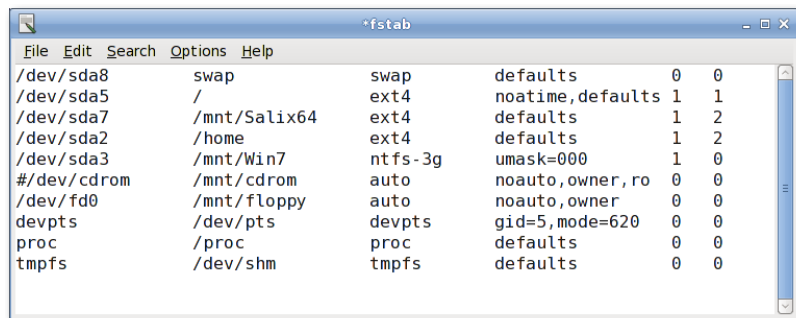 *fstab
File Edit Search Options Help
/dev/sda8 swap swap defaults 0 0
/dev/sda5 / ext4 noatime,defaults 1 1
/dev/sda7 /mnt/Salix64 ext4 defaults 1 2
/dev/sda2 /home ext4 defaults 1 2
/dev/sda3 /mnt/Win7 ntfs-3g umask=000 1 0
#/dev/cdrom /mnt/cdrom auto noauto,owner,ro 0 0
/dev/fd0 /mnt/floppy auto noauto,owner 0 0
devpts /dev/pts devpts gid=5,mode=620 0 0
proc /proc proc defaults 0 0
tmpfs /dev/shm tmpfs defaults 0 0